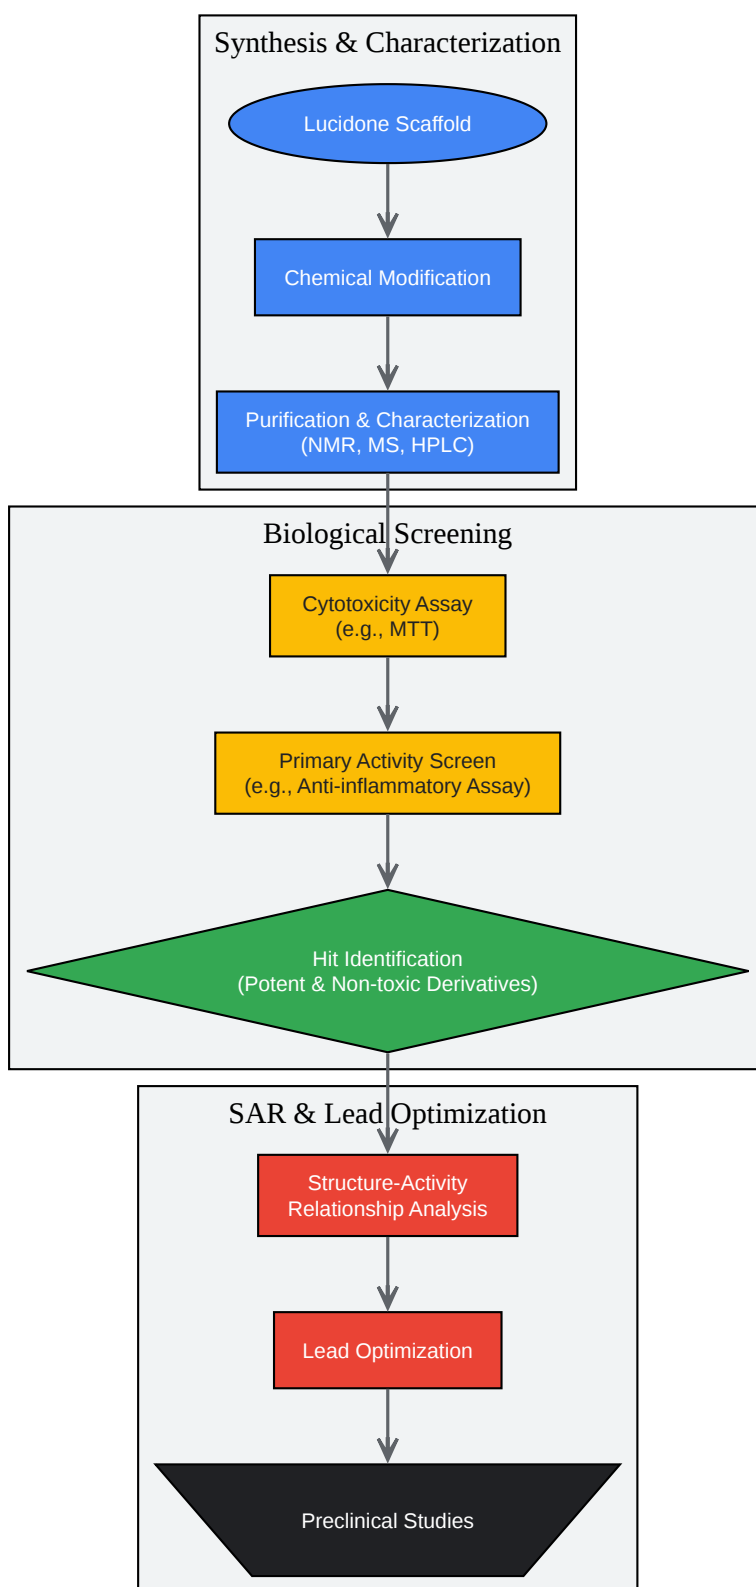 Synthesis & Characterization
Lucidone Scaffold
Chemical Modification
Purification & Characterization
(NMR, MS, HPLC)
Biological Screening
Cytotoxicity Assay
(e.g., MTT)
Primary Activity Screen
(e.g., Anti-inflammatory Assay)
Hit Identification
(Potent & Non-toxic Derivatives)
SAR & Lead Optimization
Structure-Activity
Relationship Analysis
Lead Optimization
Preclinical Studies